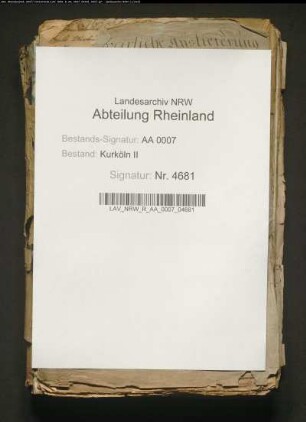 Landesarchiv NRW
Abteilung Rheinland
Bestands-Signatur: AA 0007
Bestand: Kurköln II
Signatur: Nr. 4681
LAV_NRW_R_AA_0007_04681